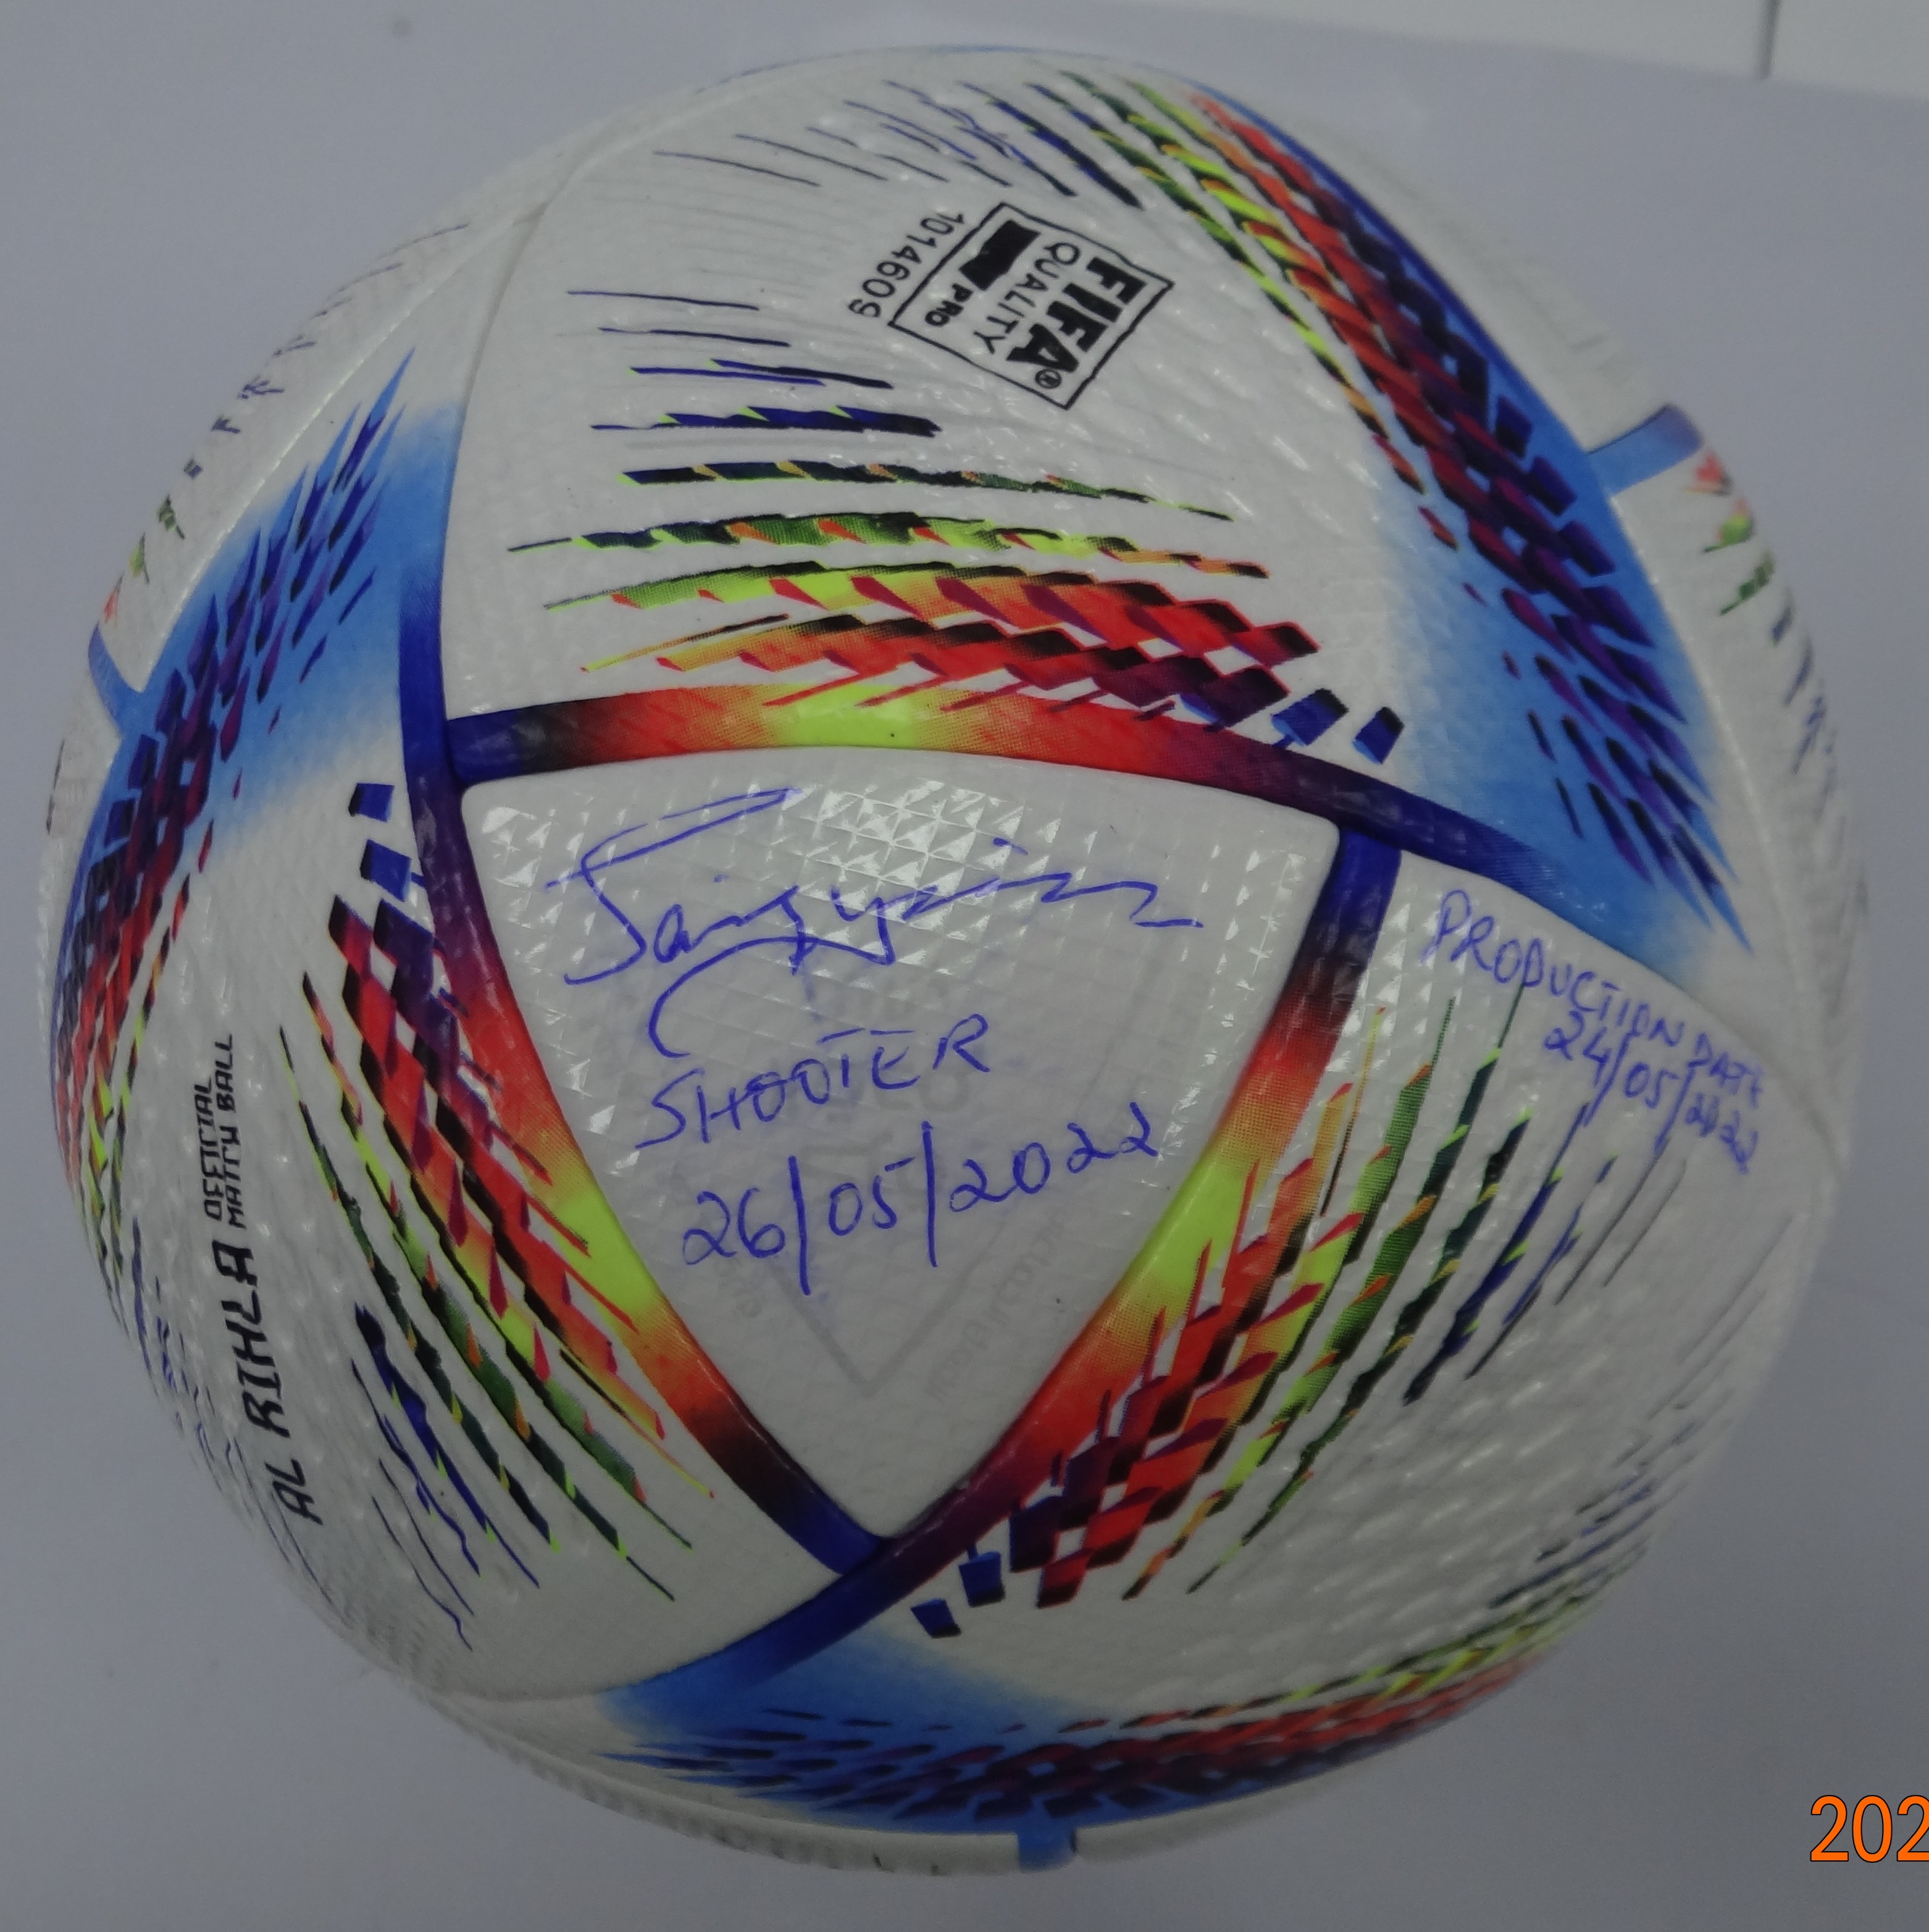 FIFA®
QUALITY
PRO
1014609
SHOOTER
26/05/2022
PRODUCTION DATE
24/05/2022
AL RIHLA OFFICIAL
MATCH BALL
202